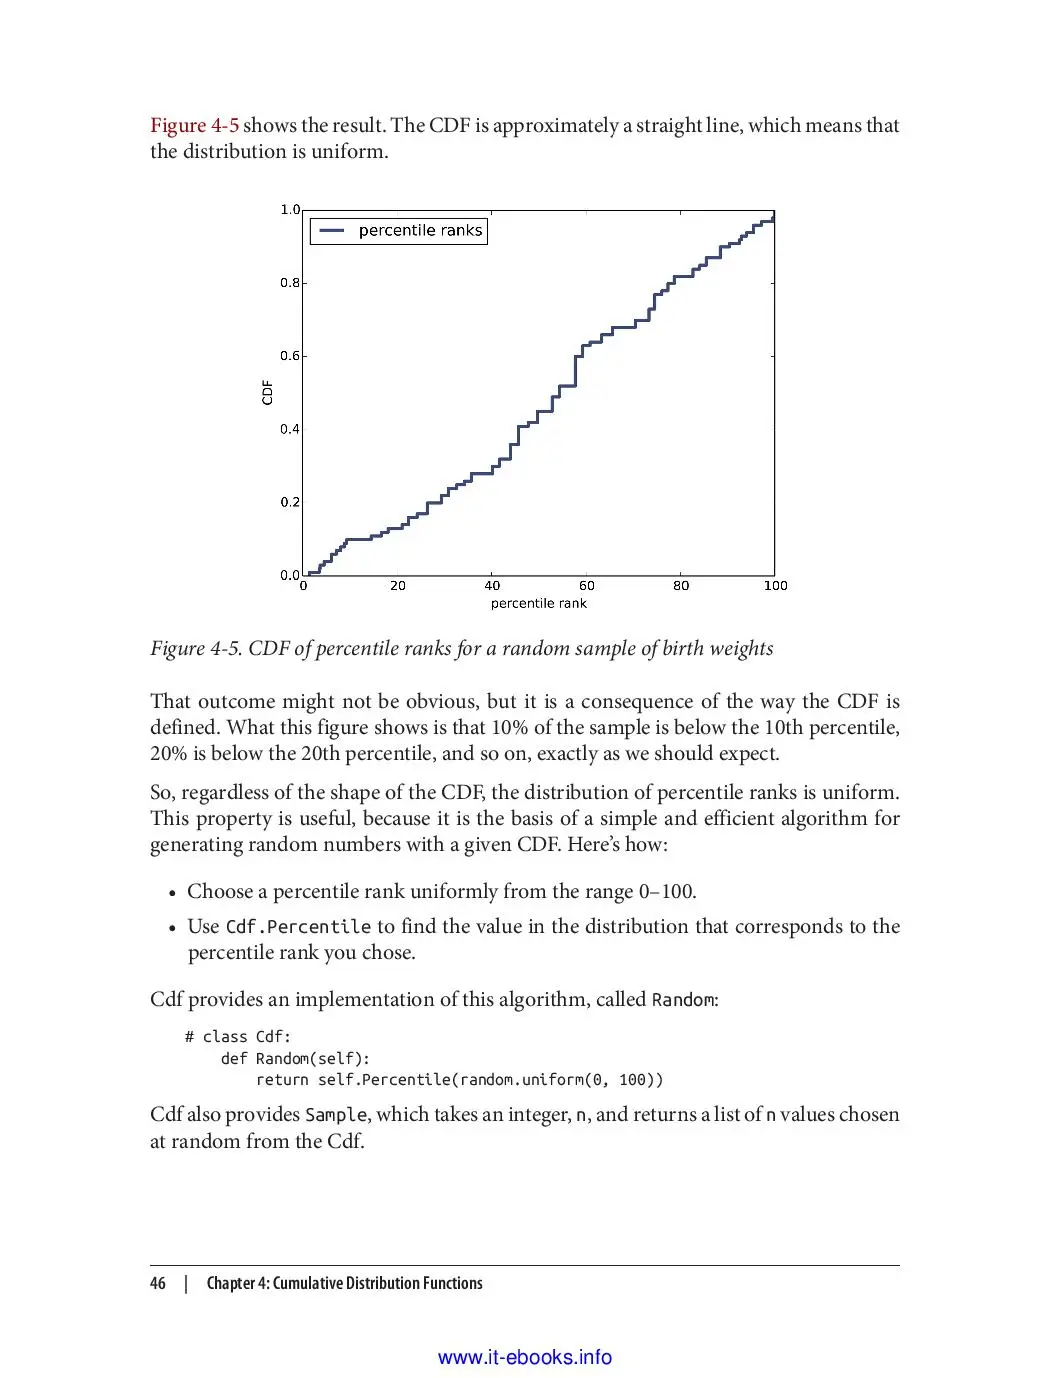 Figure 4-5 shows the result. The CDF is approximately a straight line, which means that
the distribution is uniform.
1.0
percentile ranks
0.8
0.6
CDF
0.4
0.2
0.0
0 20 40 60 80 100
percentile rank
Figure 4-5. CDF of percentile ranks for a random sample of birth weights
That outcome might not be obvious, but it is a consequence of the way the CDF is
defined. What this figure shows is that 10% of the sample is below the 10th percentile,
20% is below the 20th percentile, and so on, exactly as we should expect.
So, regardless of the shape of the CDF, the distribution of percentile ranks is uniform.
This property is useful, because it is the basis of a simple and efficient algorithm for
generating random numbers with a given CDF. Here’s how:
• Choose a percentile rank uniformly from the range 0–100.
• Use Cdf.Percentile to find the value in the distribution that corresponds to the
percentile rank you chose.
Cdf provides an implementation of this algorithm, called Random:
# class Cdf:
def Random(self):
return self.Percentile(random.uniform(0, 100))
Cdf also provides Sample, which takes an integer, n, and returns a list of n values chosen
at random from the Cdf.
46 | Chapter 4: Cumulative Distribution Functions
www.it-ebooks.info